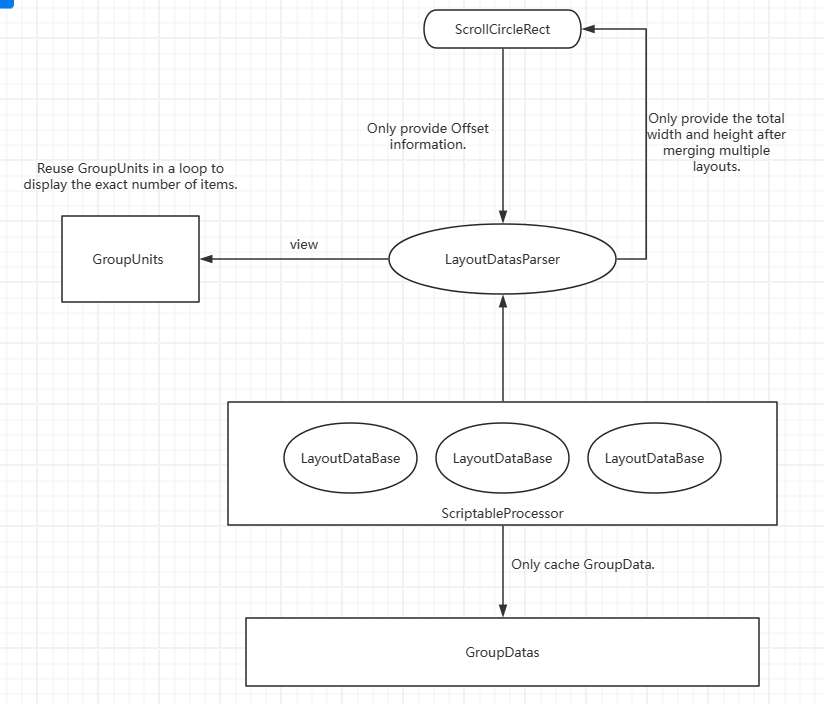 ScrollCircleRect
Only provide Offset
information.
Only provide the total
width and height after
merging multiple
layouts.
Reuse GroupUnits in a loop to
display the exact number of items.
GroupUnits
view
LayoutDatasParser
LayoutDataBase
LayoutDataBase
LayoutDataBase
ScriptableProcessor
Only cache GroupData.
GroupDatas